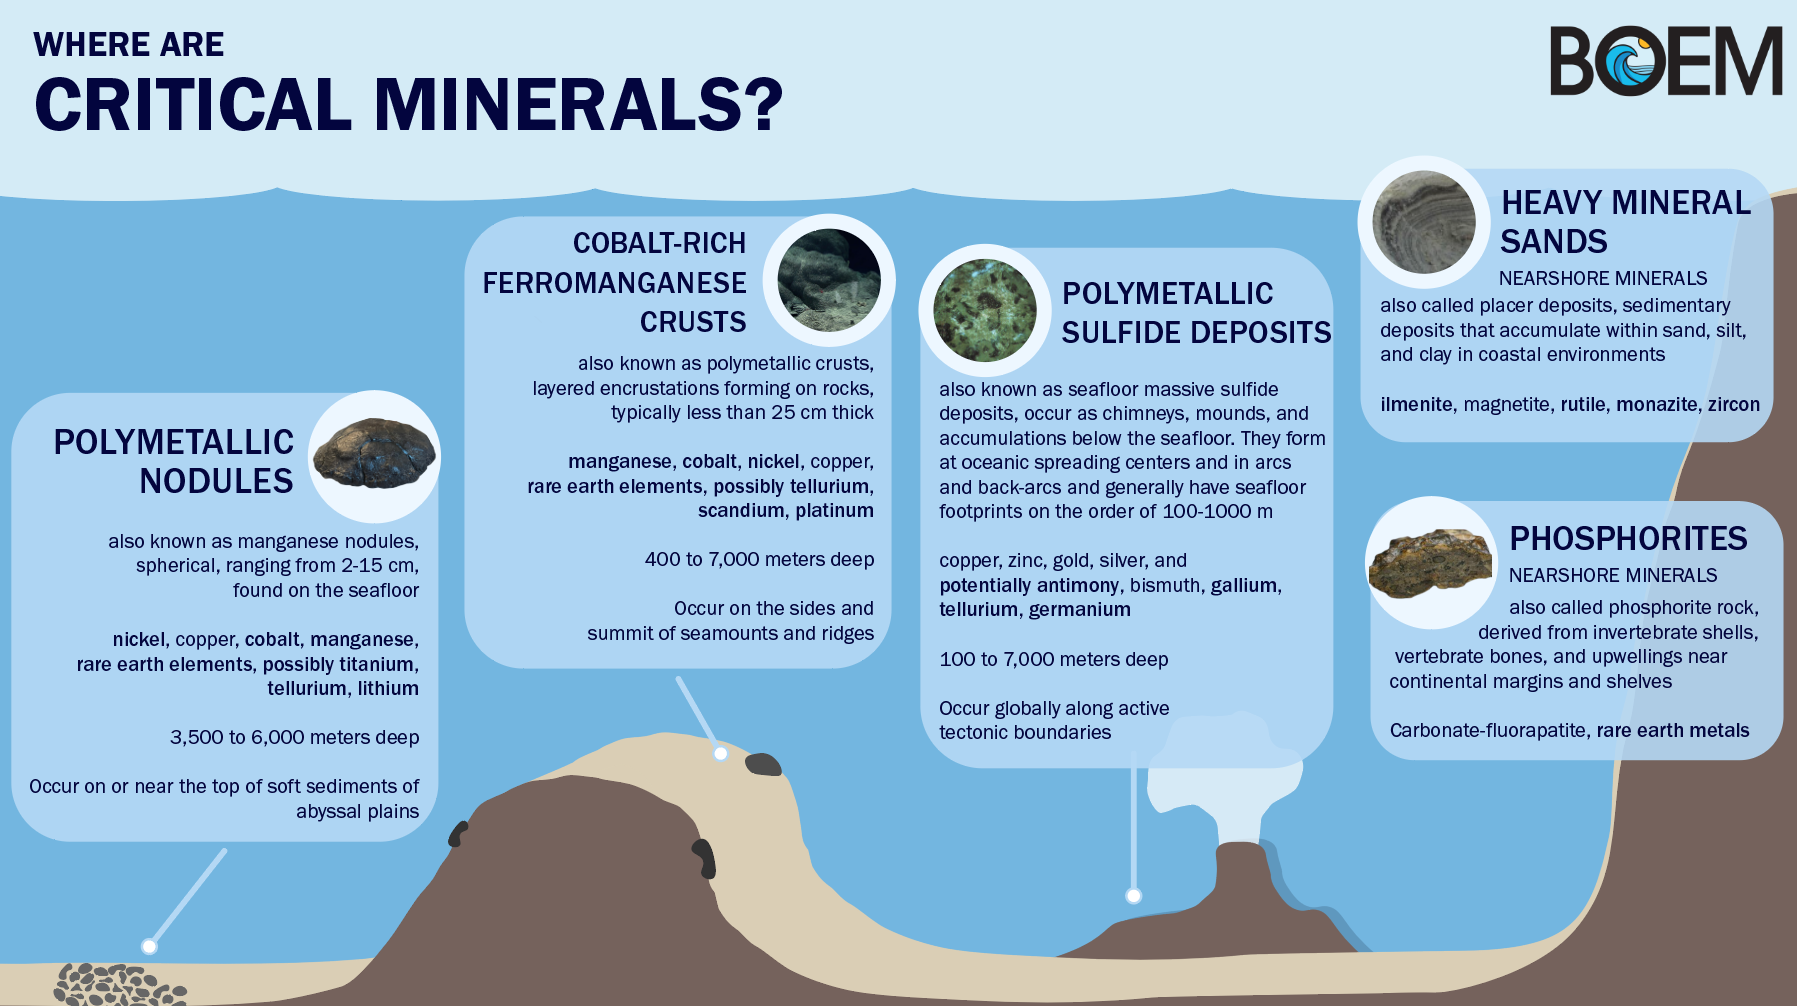 WHERE ARE
CRITICAL MINERALS?
BOEM
POLYMETALLIC
NODULES
also known as manganese nodules,
spherical, ranging from 2-15 cm,
found on the seafloor
nickel, copper, cobalt, manganese,
rare earth elements, possibly titanium,
tellurium, lithium
3,500 to 6,000 meters deep
Occur on or near the top of soft sediments of
abyssal plains
COBALT-RICH
FERROMANGANESE
CRUSTS
also known as polymetallic crusts,
layered encrustations forming on rocks,
typically less than 25 cm thick
manganese, cobalt, nickel, copper,
rare earth elements, possibly tellurium,
scandium, platinum
400 to 7,000 meters deep
Occur on the sides and
summit of seamounts and ridges
POLYMETALLIC
SULFIDE DEPOSITS
also known as seafloor massive sulfide
deposits, occur as chimneys, mounds, and
accumulations below the seafloor. They form
at oceanic spreading centers and in arcs
and back-arcs and generally have seafloor
footprints on the order of 100-1000 m
copper, zinc, gold, silver, and
potentially antimony, bismuth, gallium,
tellurium, germanium
100 to 7,000 meters deep
Occur globally along active
tectonic boundaries
HEAVY MINERAL
SANDS
NEARSHORE MINERALS
also called placer deposits, sedimentary
deposits that accumulate within sand, silt,
and clay in coastal environments
ilmenite, magnetite, rutile, monazite, zircon
PHOSPHORITES
NEARSHORE MINERALS
also called phosphorite rock,
derived from invertebrate shells,
vertebrate bones, and upwellings near
continental margins and shelves
Carbonate-fluorapatite, rare earth metals